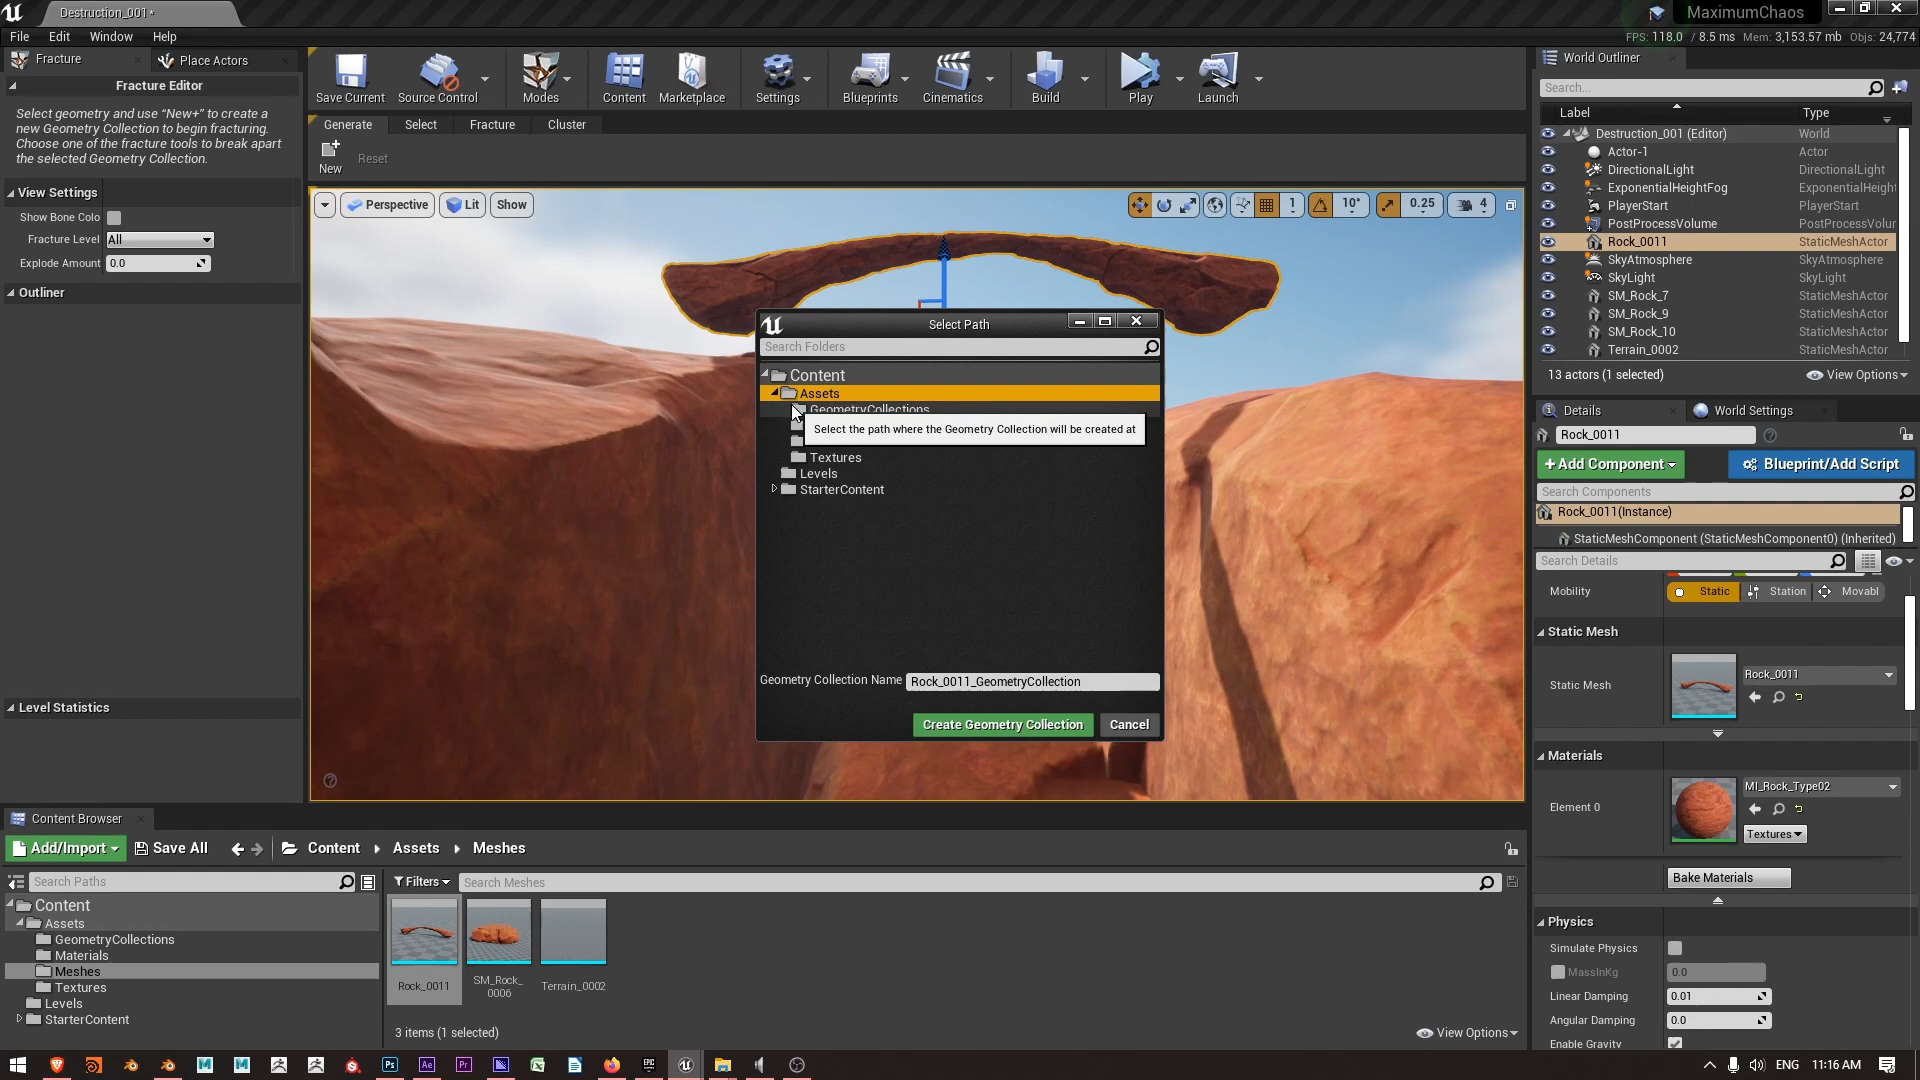 Destruction_001*
MaximumChaos
File Edit Window Help
FPS: 118.0 / 8.5 ms Mem: 3,153.57 mb Objs: 24,774
Fracture
Place Actors
Fracture Editor
Select geometry and use “New+” to create a
new Geometry Collection to begin fracturing.
Choose one of the fracture tools to break apart
the selected Geometry Collection.
View Settings
Show Bone Colo
Fracture Level All
Explode Amount 0.0
Outliner
Level Statistics
Save Current
Source Control
Modes
Content
Marketplace
Settings
Blueprints
Cinematics
Build
Play
Launch
Generate Select Fracture Cluster
New
Reset
Perspective
Lit
Show
1
10°
0.25
4
Select Path
Search Folders
Content
Assets
GeometryCollections
Select the path where the Geometry Collection will be created at
Textures
Levels
StarterContent
Geometry Collection Name Rock_0011_GeometryCollection
Create Geometry Collection Cancel
World Outliner
Search...
Label Type
Destruction_001 (Editor) World
Actor-1 Actor
DirectionalLight DirectionalLight
ExponentialHeightFog ExponentialHeight
PlayerStart PlayerStart
PostProcessVolume PostProcessVolur
Rock_0011 StaticMeshActor
SkyAtmosphere SkyAtmosphere
SkyLight SkyLight
SM_Rock_7 StaticMeshActor
SM_Rock_9 StaticMeshActor
SM_Rock_10 StaticMeshActor
Terrain_0002 StaticMeshActor
13 actors (1 selected) View Options
Details
World Settings
Rock_0011
+Add Component Blueprint/Add Script
Search Components
Rock_0011(Instance)
StaticMeshComponent (StaticMeshComponent0) (Inherited)
Search Details
Mobility Static Station Movabl
Static Mesh
Static Mesh Rock_0011
Materials
Element 0 MI_Rock_Type02
Textures
Bake Materials
Physics
Simulate Physics
MassInKg 0.0
Linear Damping 0.01
Angular Damping 0.0
Enable Gravity
Content Browser
Add/Import Save All Content Assets Meshes
Search Paths
Filters Search Meshes
Content
Assets
GeometryCollections
Materials
Meshes
Textures
Levels
StarterContent
Rock_0011
SM_Rock_
0006
Terrain_0002
3 items (1 selected) View Options
Ps
Ae
Pr
EPIC
ENG 11:16 AM